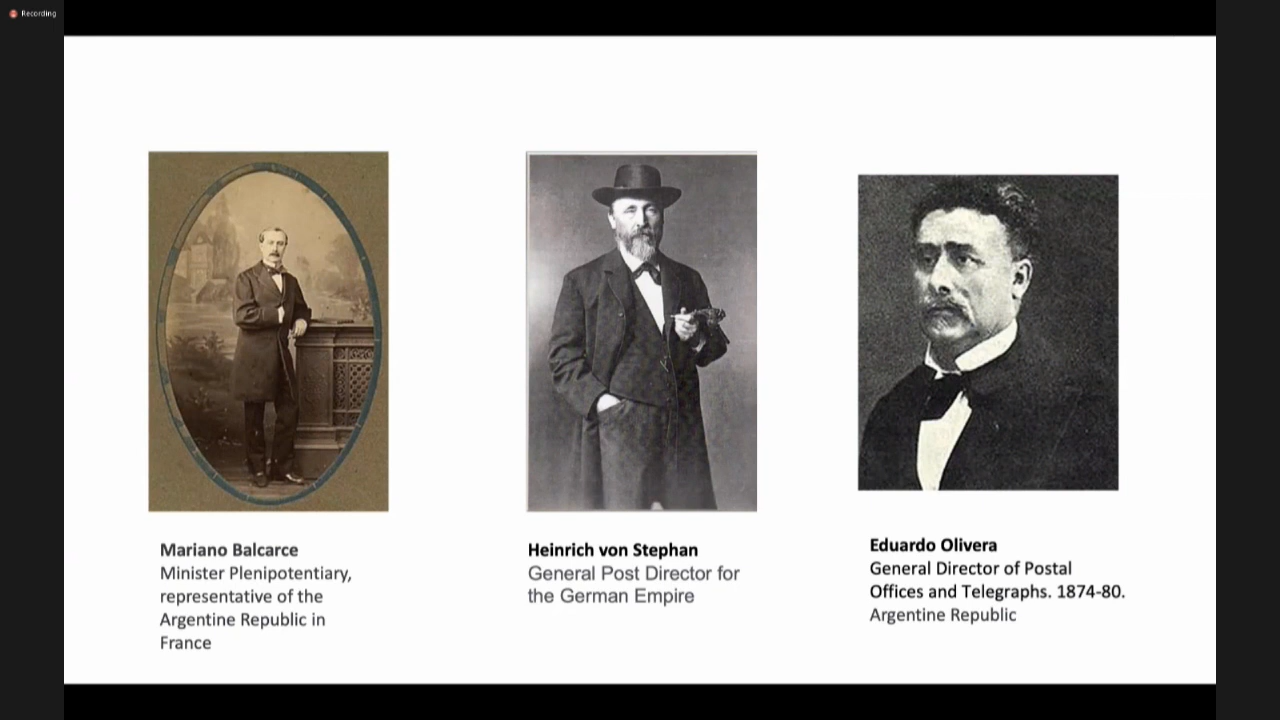 Recording
Mariano Balcarce
Minister Plenipotentiary,
representative of the
Argentine Republic in
France
Heinrich von Stephan
General Post Director for
the German Empire
Eduardo Olivera
General Director of Postal
Offices and Telegraphs. 1874-80.
Argentine Republic